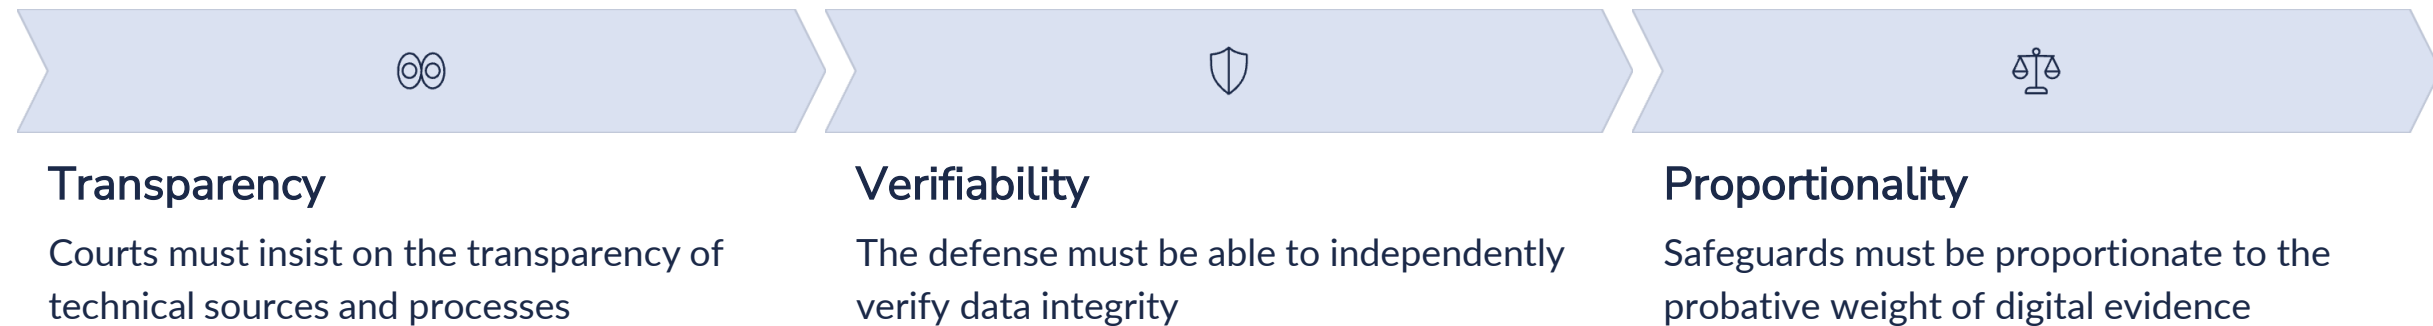 Transparency
Courts must insist on the transparency of
technical sources and processes
Verifiability
The defense must be able to independently
verify data integrity
Proportionality
Safeguards must be proportionate to the
probative weight of digital evidence